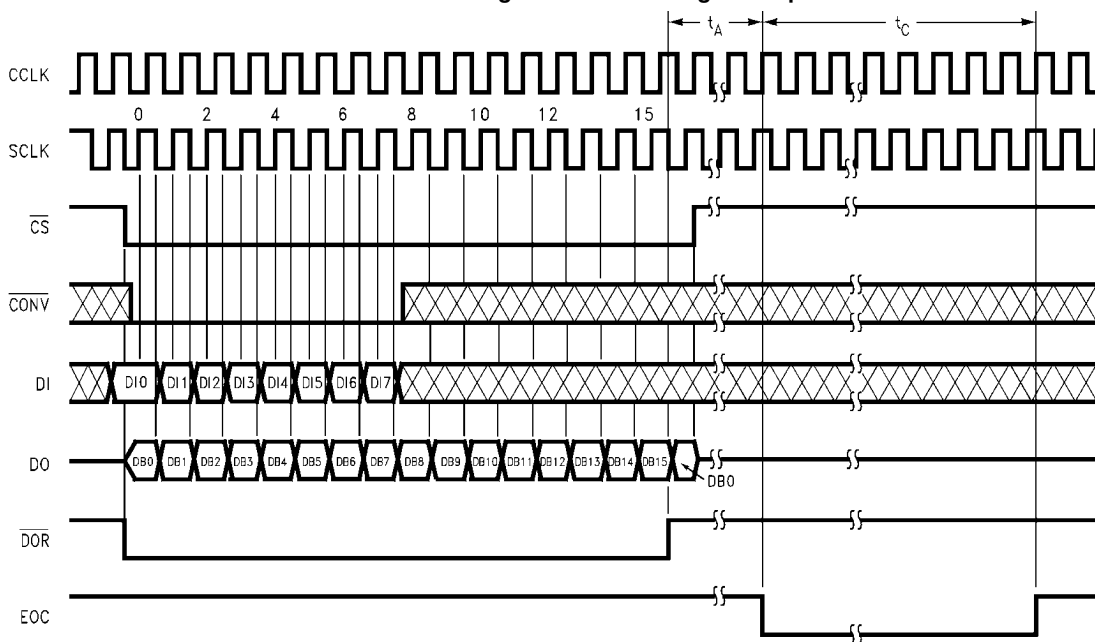 tA tC
CCLK
0 2 4 6 8 10 12 15
SCLK
CS
CONV
DI DI0 DI1 DI2 DI3 DI4 DI5 DI6 DI7
DO DB0 DB1 DB2 DB3 DB4 DB5 DB6 DB7 DB8 DB9 DB10 DB11 DB12 DB13 DB14 DB15
DB0
DOR
EOC